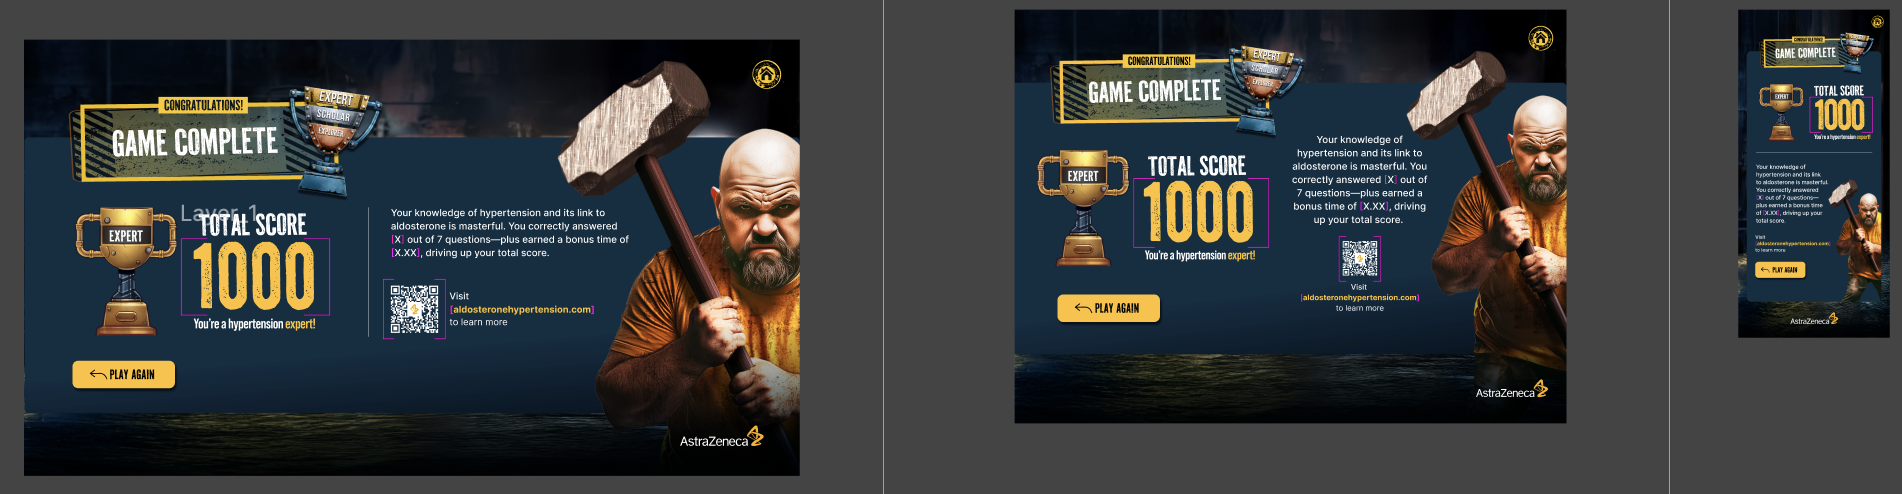 CONGRATULATIONS!
GAME COMPLETE
EXPERT
SCHOLAR
EXPLORER
EXPERT
Layer 1
TOTAL SCORE
1000
You're a hypertension expert!
Your knowledge of hypertension and its link to
aldosterone is masterful. You correctly answered
[X] out of 7 questions—plus earned a bonus time of
[X.XX], driving up your total score.
Visit
[aldosteronehypertension.com]
to learn more
PLAY AGAIN
AstraZeneca
CONGRATULATIONS!
GAME COMPLETE
EXPERT
SCHOLAR
EXPLORER
EXPERT
TOTAL SCORE
1000
You're a hypertension expert!
Your knowledge of
hypertension and its link to
aldosterone is masterful. You
correctly answered [X] out of
7 questions—plus earned a
bonus time of [X.XX], driving
up your total score.
Visit
[aldosteronehypertension.com]
to learn more
PLAY AGAIN
AstraZeneca
CONGRATULATIONS!
GAME COMPLETE
EXPERT
TOTAL SCORE
1000
You're a hypertension expert!
Your knowledge of
hypertension and its link
to aldosterone is masterful.
You correctly answered
[X] out of 7 questions—
plus earned a bonus time
of [X.XX], driving up your
total score.
Visit
[aldosteronehypertension.com]
to learn more
PLAY AGAIN
AstraZeneca